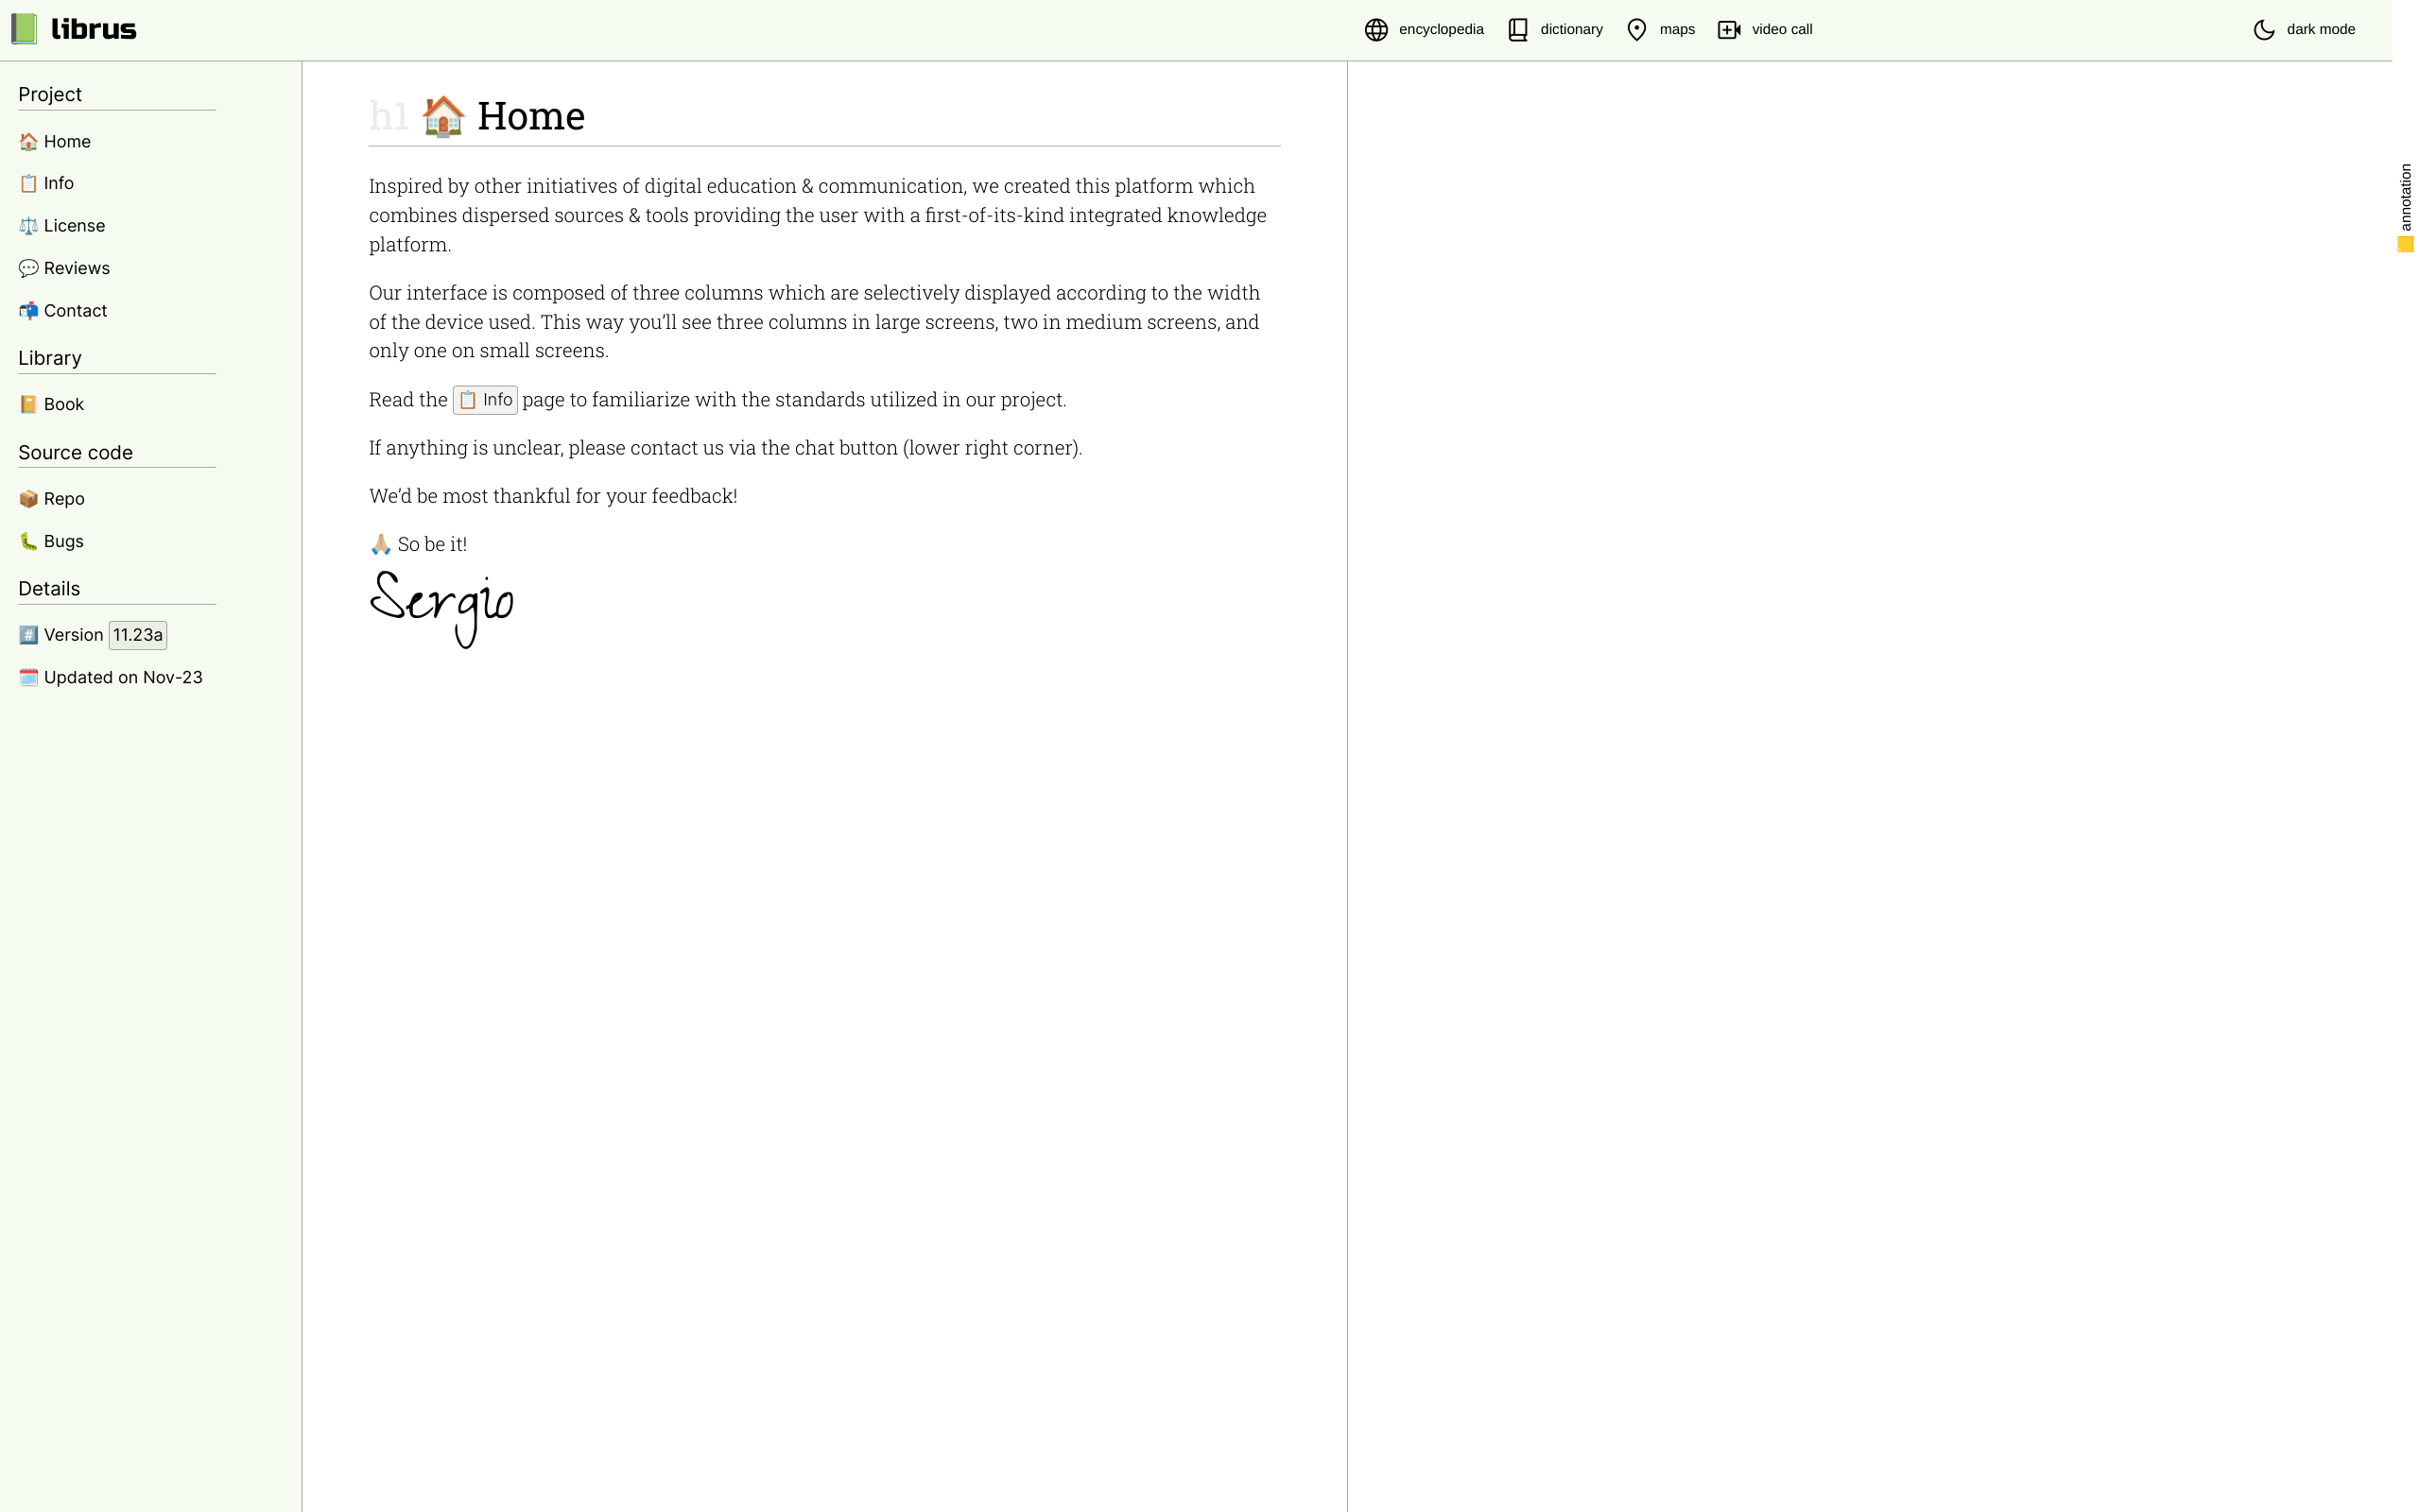 librus
encyclopedia
dictionary
maps
video call
dark mode
annotation
Project
Home
Info
License
Reviews
Contact
Library
Book
Source code
Repo
Bugs
Details
# Version 11.23a
Updated on Nov-23
h1 Home
Inspired by other initiatives of digital education & communication, we created this platform which
combines dispersed sources & tools providing the user with a first-of-its-kind integrated knowledge
platform.
Our interface is composed of three columns which are selectively displayed according to the width
of the device used. This way you’ll see three columns in large screens, two in medium screens, and
only one on small screens.
Read the Info page to familiarize with the standards utilized in our project.
If anything is unclear, please contact us via the chat button (lower right corner).
We’d be most thankful for your feedback!
So be it!
Sergio